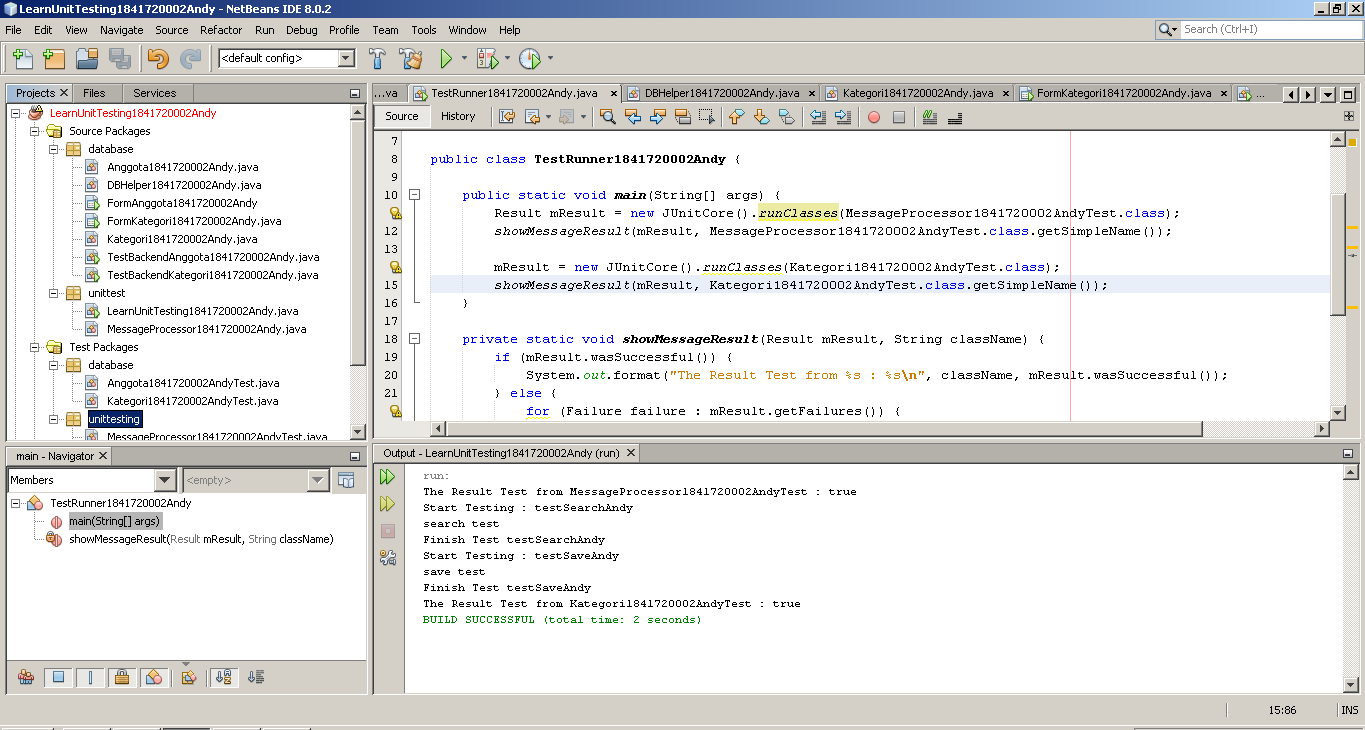 LearnUnitTesting1841720002Andy - NetBeans IDE 8.0.2
File Edit View Navigate Source Refactor Run Debug Profile Team Tools Window Help
Search (Ctrl+I)
<default config>
Projects Files Services
LearnUnitTesting1841720002Andy
Source Packages
database
Anggota1841720002Andy.java
DBHelper1841720002Andy.java
FormAnggota1841720002Andy
FormKategori1841720002Andy.java
Kategori1841720002Andy.java
TestBackendAnggota1841720002Andy.java
TestBackendKategori1841720002Andy.java
unittest
LearnUnitTesting1841720002Andy.java
MessageProcessor1841720002Andy.java
Test Packages
database
Anggota1841720002AndyTest.java
Kategori1841720002AndyTest.java
unittesting
MessageProcessor1841720002AndyTest.java
...va TestRunner1841720002Andy.java DBHelper1841720002Andy.java Kategori1841720002Andy.java FormKategori1841720002Andy.java ...
Source History
7
8 public class TestRunner1841720002Andy {
9
10 public static void main(String[] args) {
Result mResult = new JUnitCore().runClasses(MessageProcessor1841720002AndyTest.class);
12 showMessageResult(mResult, MessageProcessor1841720002AndyTest.class.getSimpleName());
13
mResult = new JUnitCore().runClasses(Kategori1841720002AndyTest.class);
15 showMessageResult(mResult, Kategori1841720002AndyTest.class.getSimpleName());
16 }
17
18 private static void showMessageResult(Result mResult, String className) {
19 if (mResult.wasSuccessful()) {
20 System.out.format("The Result Test from %s : %s\n", className, mResult.wasSuccessful());
21 } else {
for (Failure failure : mResult.getFailures()) {
main - Navigator
Members <empty>
TestRunner1841720002Andy
main(String[] args)
showMessageResult(Result mResult, String className)
Output - LearnUnitTesting1841720002Andy (run)
run:
The Result Test from MessageProcessor1841720002AndyTest : true
Start Testing : testSearchAndy
search test
Finish Test testSearchAndy
Start Testing : testSaveAndy
save test
Finish Test testSaveAndy
The Result Test from Kategori1841720002AndyTest : true
BUILD SUCCESSFUL (total time: 2 seconds)
15:86 INS